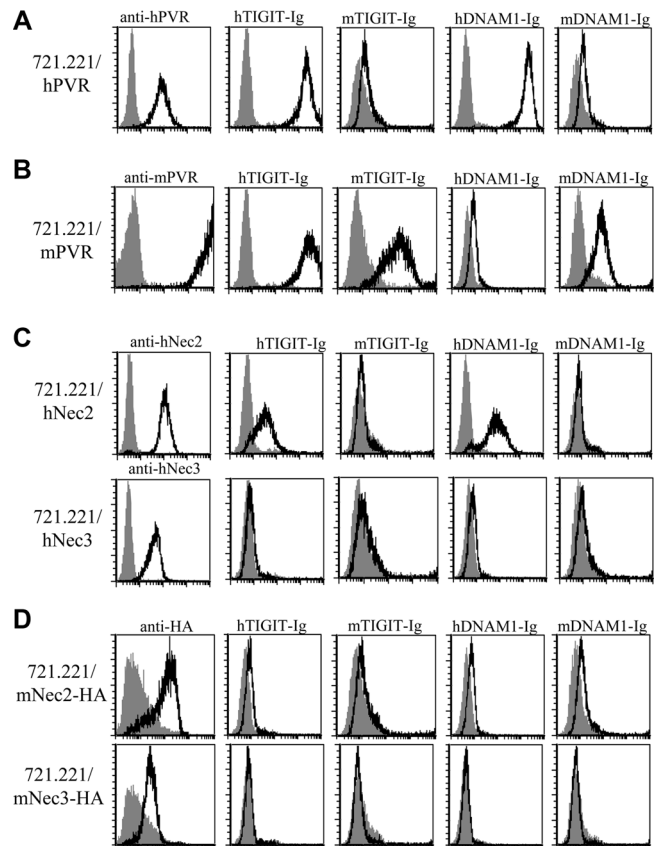 A
anti-hPVR hTIGIT-Ig mTIGIT-Ig hDNAM1-Ig mDNAM1-Ig
721.221/
hPVR
B
anti-mPVR hTIGIT-Ig mTIGIT-Ig hDNAM1-Ig mDNAM1-Ig
721.221/
mPVR
C
anti-hNec2 hTIGIT-Ig mTIGIT-Ig hDNAM1-Ig mDNAM1-Ig
721.221/
hNec2
anti-hNec3
721.221/
hNec3
D
anti-HA hTIGIT-Ig mTIGIT-Ig hDNAM1-Ig mDNAM1-Ig
721.221/
mNec2-HA
721.221/
mNec3-HA